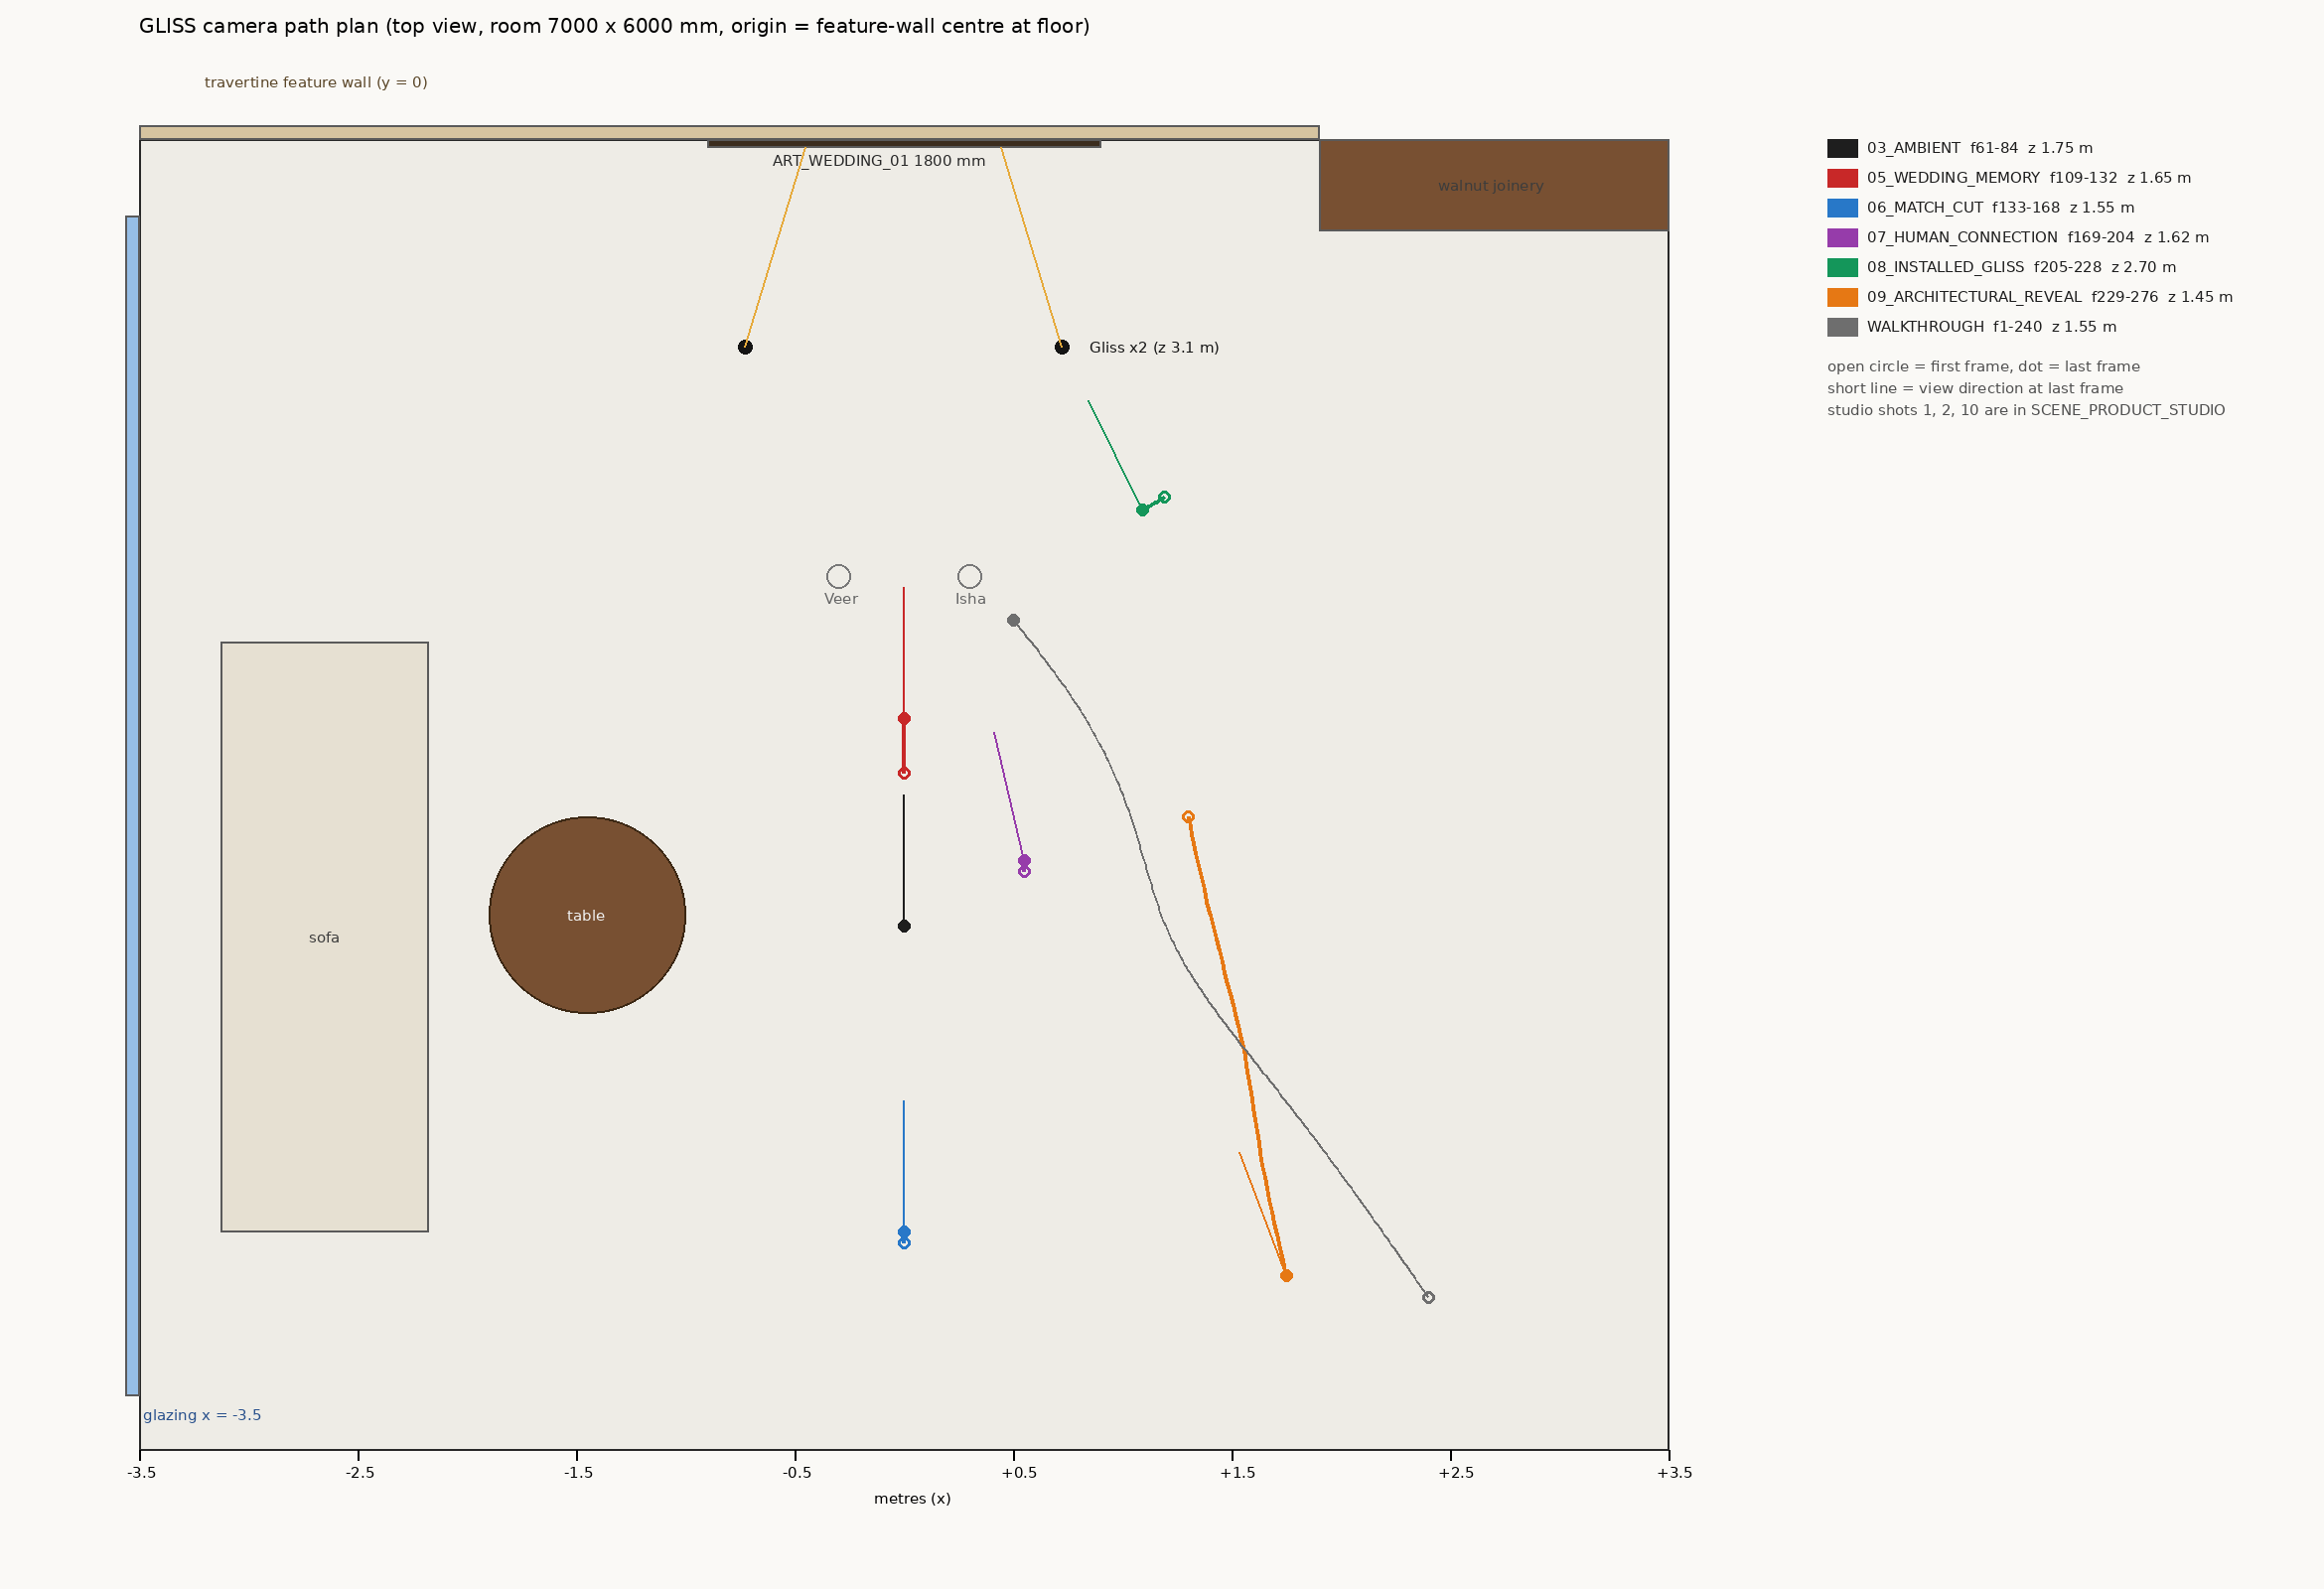 GLISS camera path plan (top view, room 7000 x 6000 mm, origin = feature-wall centre at floor)
travertine feature wall (y = 0)
ART_WEDDING_01 1800 mm
walnut joinery
Gliss x2 (z 3.1 m)
Veer
Isha
table
sofa
glazing x = -3.5
-3.5
-2.5
-1.5
-0.5
+0.5
+1.5
+2.5
+3.5
metres (x)
03_AMBIENT f61-84 z 1.75 m
05_WEDDING_MEMORY f109-132 z 1.65 m
06_MATCH_CUT f133-168 z 1.55 m
07_HUMAN_CONNECTION f169-204 z 1.62 m
08_INSTALLED_GLISS f205-228 z 2.70 m
09_ARCHITECTURAL_REVEAL f229-276 z 1.45 m
WALKTHROUGH f1-240 z 1.55 m
open circle = first frame, dot = last frame
short line = view direction at last frame
studio shots 1, 2, 10 are in SCENE_PRODUCT_STUDIO